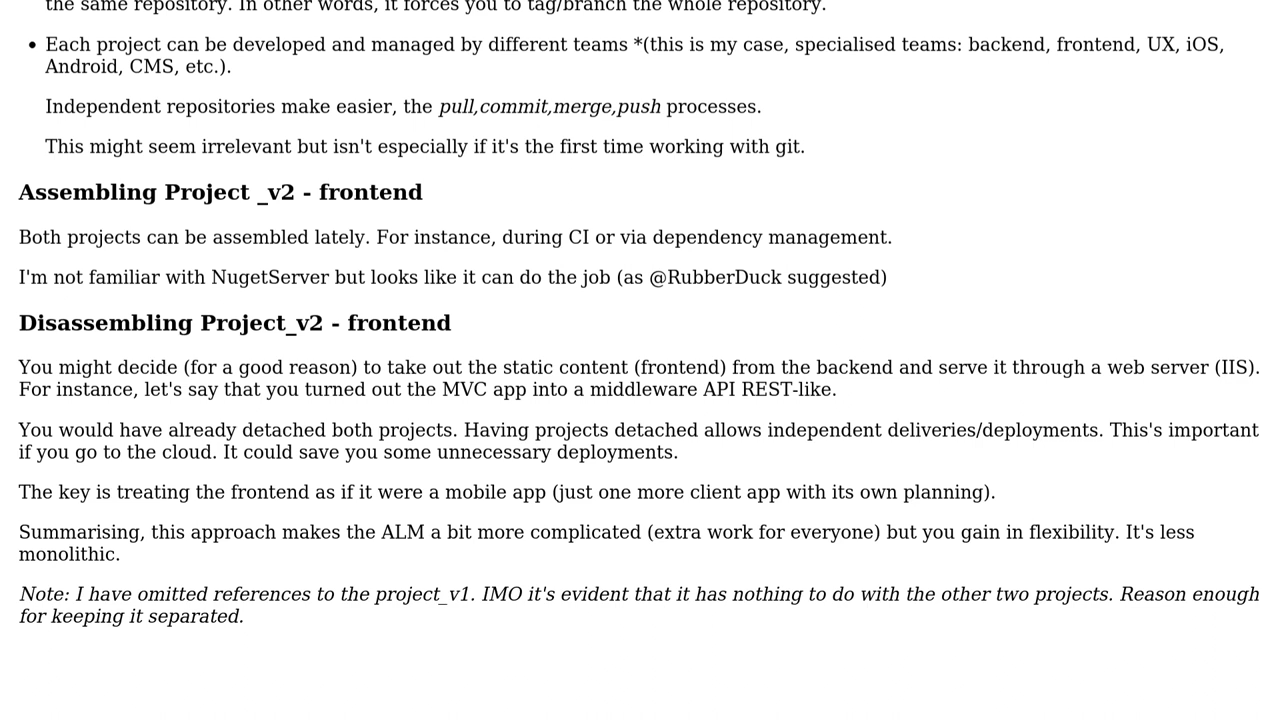 the same repository. In other words, it forces you to tag/branch the whole repository.
• Each project can be developed and managed by different teams *(this is my case, specialised teams: backend, frontend, UX, iOS,
Android, CMS, etc.).
Independent repositories make easier, the pull,commit,merge,push processes.
This might seem irrelevant but isn't especially if it's the first time working with git.
Assembling Project _v2 - frontend
Both projects can be assembled lately. For instance, during CI or via dependency management.
I'm not familiar with NugetServer but looks like it can do the job (as @RubberDuck suggested)
Disassembling Project_v2 - frontend
You might decide (for a good reason) to take out the static content (frontend) from the backend and serve it through a web server (IIS).
For instance, let's say that you turned out the MVC app into a middleware API REST-like.
You would have already detached both projects. Having projects detached allows independent deliveries/deployments. This's important
if you go to the cloud. It could save you some unnecessary deployments.
The key is treating the frontend as if it were a mobile app (just one more client app with its own planning).
Summarising, this approach makes the ALM a bit more complicated (extra work for everyone) but you gain in flexibility. It's less
monolithic.
Note: I have omitted references to the project_v1. IMO it's evident that it has nothing to do with the other two projects. Reason enough
for keeping it separated.